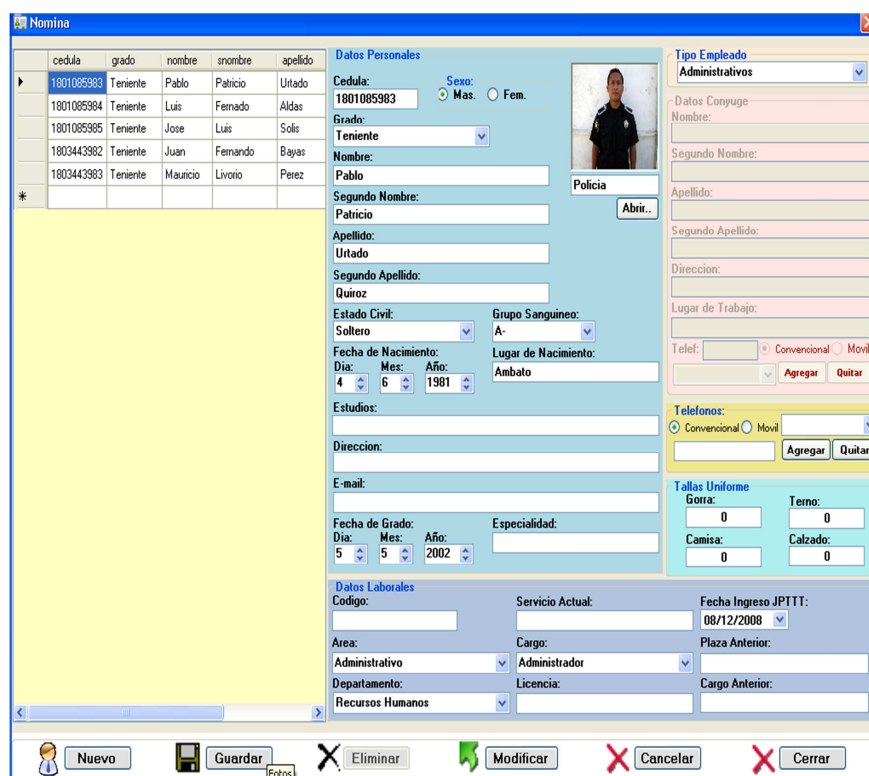 Nomina
cedula grado nombre snombre apellido
1801085983 Teniente Pablo Patricio Urtado
1801085984 Teniente Luis Fernado Aldas
1801085985 Teniente Jose Luis Solis
1803443982 Teniente Juan Fernando Bayas
1803443983 Teniente Mauricio Livorio Perez
Datos Personales
Cedula: Sexo:
1801085983 Mas. Fem.
Grado:
Teniente
Nombre:
Pablo
Policia
Segundo Nombre:
Abrir..
Patricio
Apellido:
Urtado
Segundo Apellido:
Quiroz
Estado Civil: Grupo Sanguineo:
Soltero A-
Fecha de Nacimiento: Lugar de Nacimiento:
Dia: Mes: Año:
4 6 1981 Ambato
Estudios:
Direccion:
E-mail:
Fecha de Grado: Especialidad:
Dia: Mes: Año:
5 5 2002
Tipo Empleado
Administrativos
Datos Conyuge
Nombre:
Segundo Nombre:
Apellido:
Segundo Apellido:
Direccion:
Lugar de Trabajo:
Telef: Convencional Movil
Agregar Quitar
Telefonos:
Convencional Movil
Agregar Quitar
Tallas Uniforme
Gorra: Terno:
0 0
Camisa: Calzado:
0 0
Datos Laborales
Codigo: Servicio Actual: Fecha Ingreso JPTTT:
08/12/2008
Area: Cargo: Plaza Anterior:
Administrativo Administrador
Departamento: Licencia: Cargo Anterior:
Recursos Humanos
Nuevo Guardar Eliminar Modificar Cancelar Cerrar
Fotos